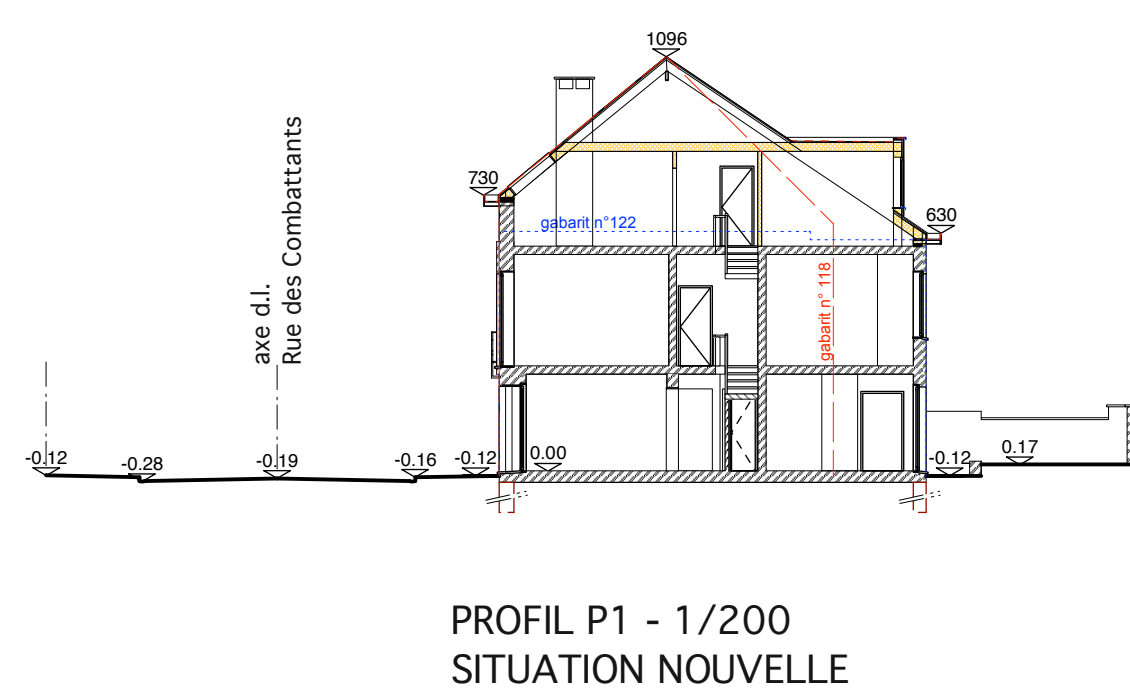 1096
axe d.l.
Rue des Combattants
730
gabarit n°122
630
gabarit n° 118
-0.12
-0.28
-0.19
-0.16
-0.12
0.00
-0.12
0.17
PROFIL P1 - 1/200
SITUATION NOUVELLE